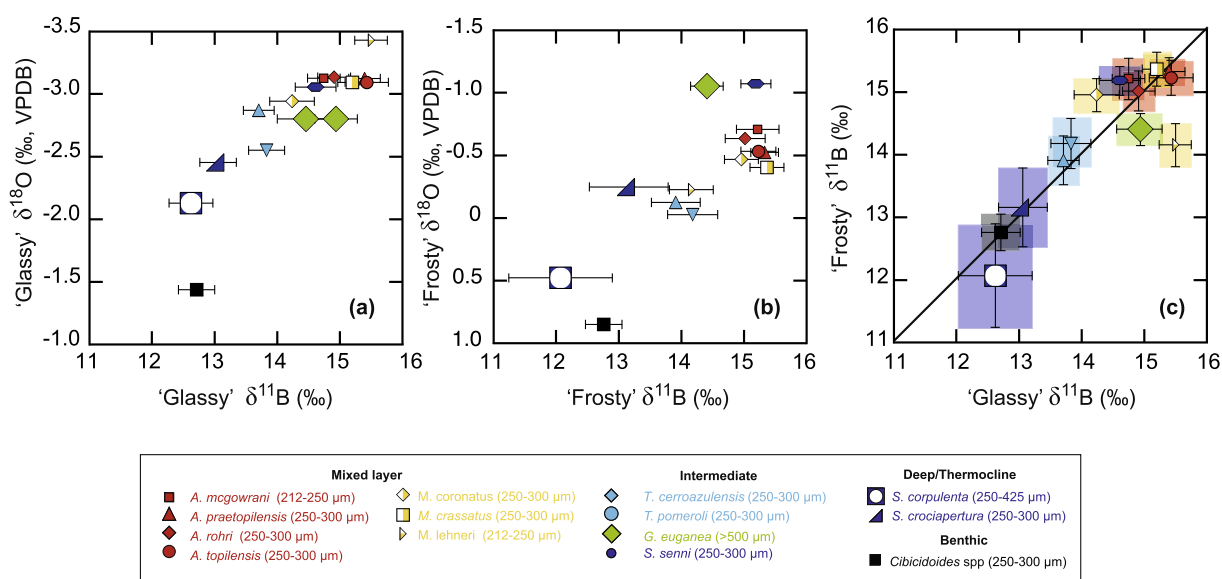 -3.5
-3.0
-2.5
-2.0
-1.5
-1.0
'Glassy' δ18O (‰, VPDB)
(a)
11 12 13 14 15 16
'Glassy' δ11B (‰)
-1.5
-1.0
-0.5
0
0.5
1.0
'Frosty' δ18O (‰, VPDB)
(b)
11 12 13 14 15 16
'Frosty' δ11B (‰)
16
15
14
13
12
11
'Frosty' δ11B (‰)
(c)
11 12 13 14 15 16
'Glassy' δ11B (‰)
Mixed layer
A. mcgowrani (212-250 µm)
A. praetopilensis (250-300 µm)
A. rohri (250-300 µm)
A. topilensis (250-300 µm)
M. coronatus (250-300µm)
M. crassatus (250-300 µm)
M. lehneri (212-250 µm)
Intermediate
T. cerroazulensis (250-300 µm)
T. pomeroli (250-300 µm)
G. euganea (>500 µm)
S. senni (250-300 µm)
Deep/Thermocline
S. corpulenta (250-425 µm)
S. crociapertura (250-300 µm)
Benthic
Cibicidoides spp (250-300 µm)